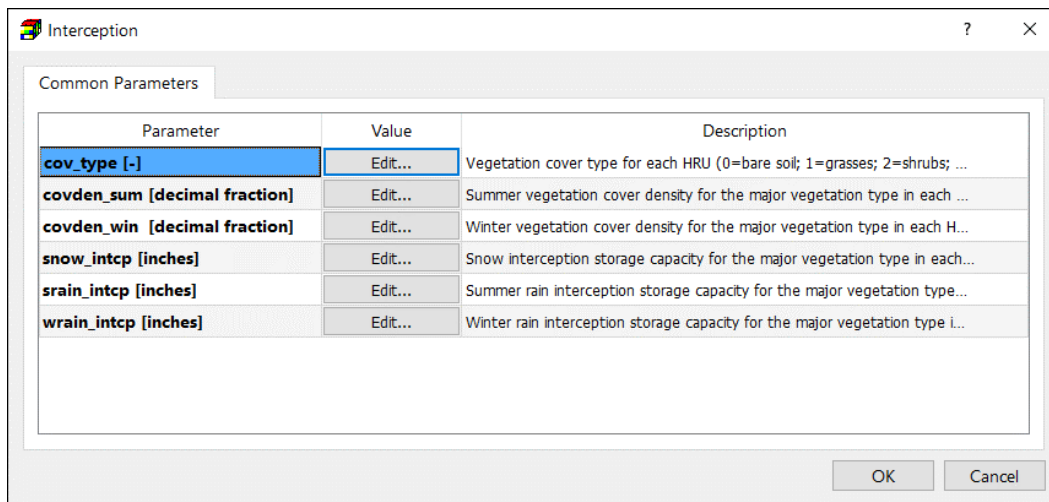 Interception ?
Common Parameters
Parameter Value Description
cov_type [-] Edit... Vegetation cover type for each HRU (0=bare soil; 1=grasses; 2=shrubs; ...
covden_sum [decimal fraction] Edit... Summer vegetation cover density for the major vegetation type in each ...
covden_win [decimal fraction] Edit... Winter vegetation cover density for the major vegetation type in each H...
snow_intcp [inches] Edit... Snow interception storage capacity for the major vegetation type in each...
srain_intcp [inches] Edit... Summer rain interception storage capacity for the major vegetation type...
wrain_intcp [inches] Edit... Winter rain interception storage capacity for the major vegetation type i...
OK Cancel